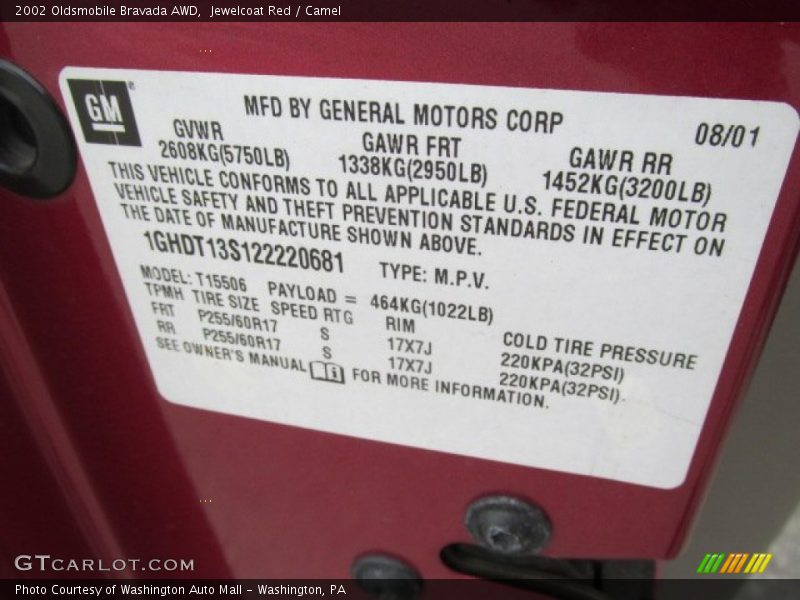 2002 Oldsmobile Bravada AWD, Jewelcoat Red / Camel
GM
MFD BY GENERAL MOTORS CORP
08/01
GVWR GAWR FRT GAWR RR
2608KG(5750LB) 1338KG(2950LB) 1452KG(3200LB)
THIS VEHICLE CONFORMS TO ALL APPLICABLE U.S. FEDERAL MOTOR
VEHICLE SAFETY AND THEFT PREVENTION STANDARDS IN EFFECT ON
THE DATE OF MANUFACTURE SHOWN ABOVE.
1GHDT13S122220681 TYPE: M.P.V.
MODEL: T15506 PAYLOAD = 464KG(1022LB)
TPMH TIRE SIZE SPEED RTG RIM COLD TIRE PRESSURE
FRT P255/60R17 S 17X7J 220KPA(32PSI)
RR P255/60R17 S 17X7J 220KPA(32PSI).
SEE OWNER'S MANUAL i FOR MORE INFORMATION.
GTCARLOT.COM
Photo Courtesy of Washington Auto Mall - Washington, PA